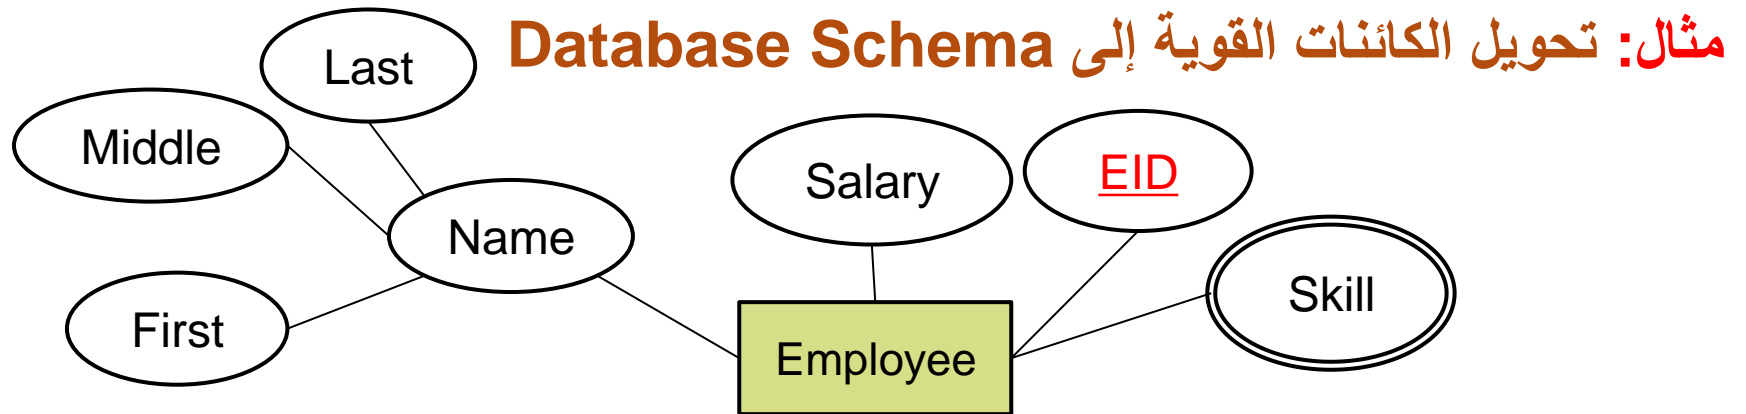 مثال: تحويل الكائنات القوية إلى Database Schema
Last
Middle
Salary
EID
Name
Skill
First
Employee